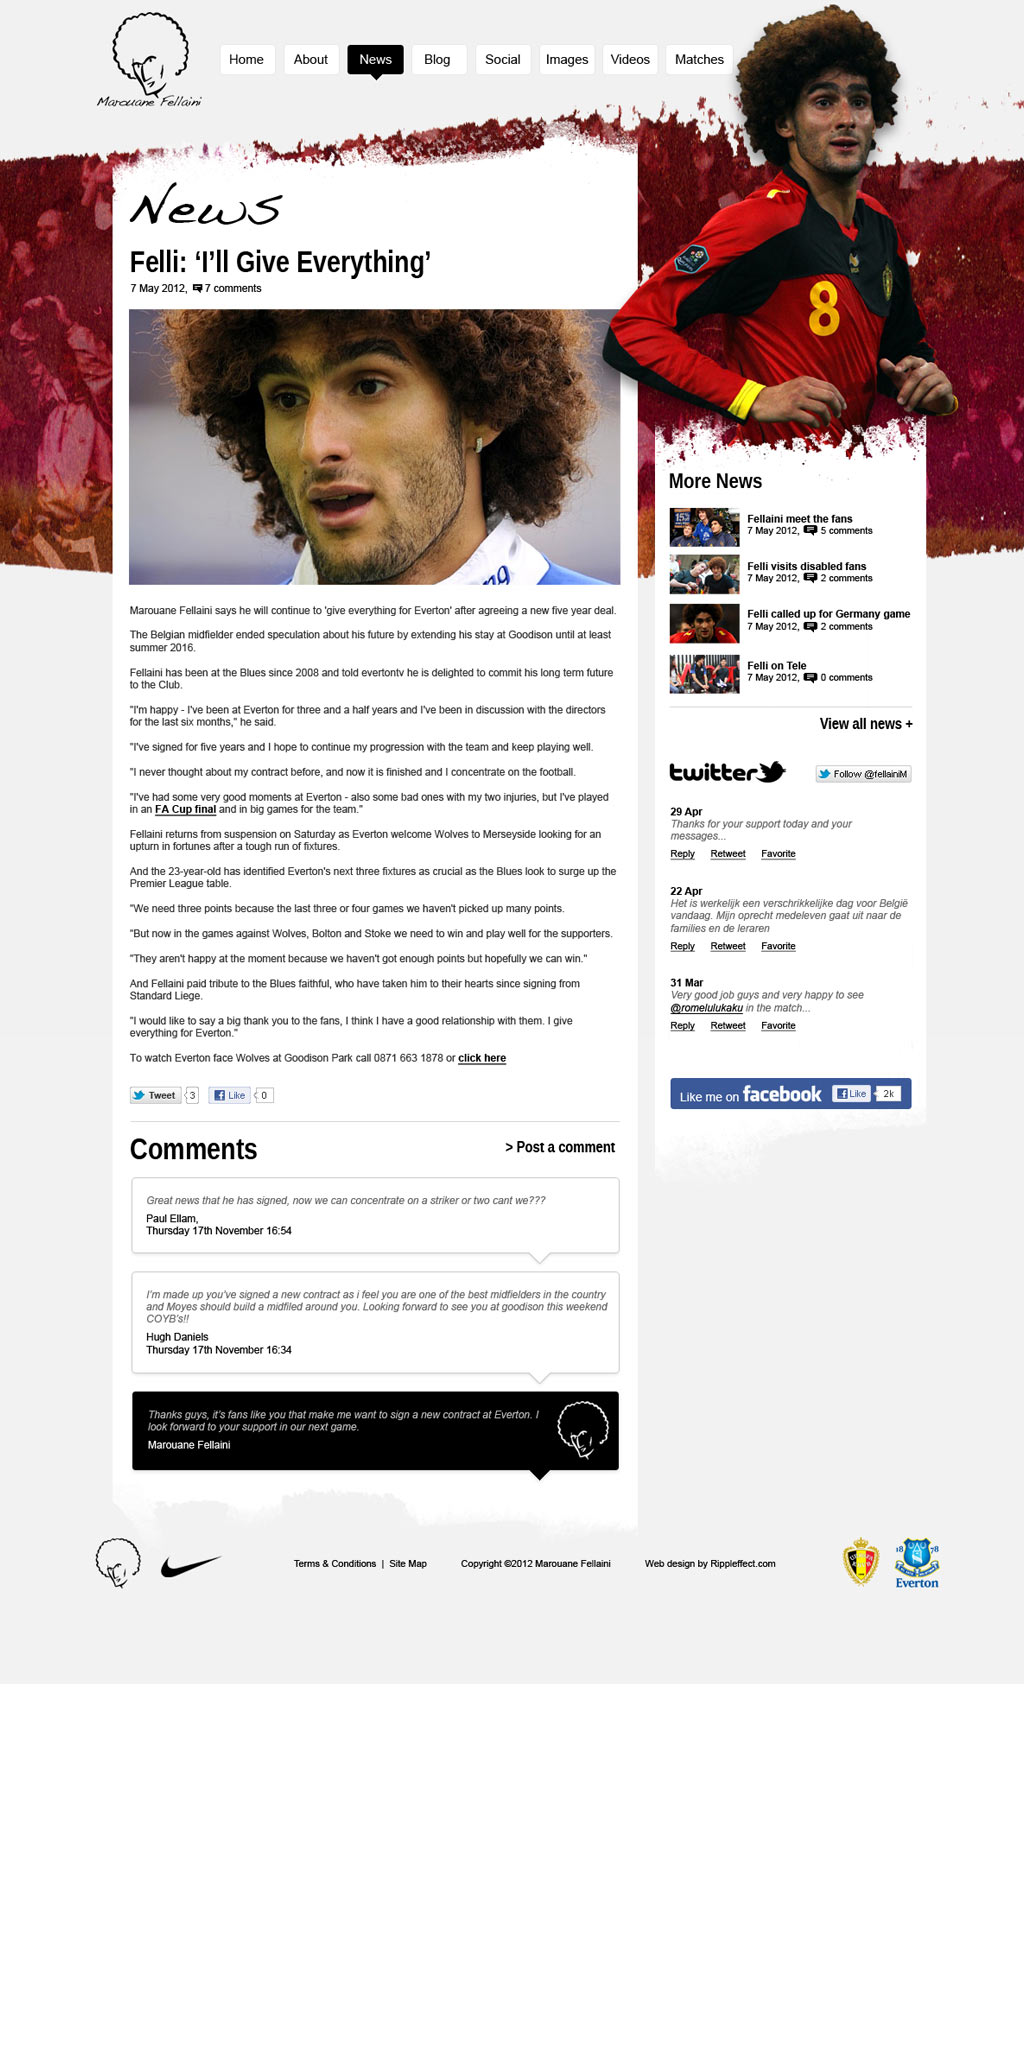 Marouane Fellaini
Home
About
News
Blog
Social
Images
Videos
Matches
News
Felli: ‘I’ll Give Everything’
7 May 2012, 7 comments
8
Marouane Fellaini says he will continue to 'give everything for Everton' after agreeing a new five year deal.
The Belgian midfielder ended speculation about his future by extending his stay at Goodison until at least
summer 2016.
Fellaini has been at the Blues since 2008 and told evertontv he is delighted to commit his long term future
to the Club.
"I'm happy - I've been at Everton for three and a half years and I've been in discussion with the directors
for the last six months," he said.
"I've signed for five years and I hope to continue my progression with the team and keep playing well.
"I never thought about my contract before, and now it is finished and I concentrate on the football.
"I've had some very good moments at Everton - also some bad ones with my two injuries, but I've played
in an FA Cup final and in big games for the team."
Fellaini returns from suspension on Saturday as Everton welcome Wolves to Merseyside looking for an
upturn in fortunes after a tough run of fixtures.
And the 23-year-old has identified Everton's next three fixtures as crucial as the Blues look to surge up the
Premier League table.
"We need three points because the last three or four games we haven't picked up many points.
"But now in the games against Wolves, Bolton and Stoke we need to win and play well for the supporters.
"They aren't happy at the moment because we haven't got enough points but hopefully we can win."
And Fellaini paid tribute to the Blues faithful, who have taken him to their hearts since signing from
Standard Liege.
"I would like to say a big thank you to the fans, I think I have a good relationship with them. I give
everything for Everton."
To watch Everton face Wolves at Goodison Park call 0871 663 1878 or click here
Tweet 3 Like 0
Comments
> Post a comment
Great news that he has signed, now we can concentrate on a striker or two cant we???
Paul Ellam,
Thursday 17th November 16:54
I’m made up you’ve signed a new contract as i feel you are one of the best midfielders in the country
and Moyes should build a midfiled around you. Looking forward to see you at goodison this weekend
COYB’s!!
Hugh Daniels
Thursday 17th November 16:34
Thanks guys, it’s fans like you that make me want to sign a new contract at Everton. I
look forward to your support in our next game.
Marouane Fellaini
More News
Fellaini meet the fans
7 May 2012, 5 comments
Felli visits disabled fans
7 May 2012, 2 comments
Felli called up for Germany game
7 May 2012, 2 comments
Felli on Tele
7 May 2012, 0 comments
View all news +
twitter
Follow @fellainiM
29 Apr
Thanks for your support today and your
messages...
Reply Retweet Favorite
22 Apr
Het is werkelijk een verschrikkelijke dag voor België
vandaag. Mijn oprecht medeleven gaat uit naar de
families en de leraren
Reply Retweet Favorite
31 Mar
Very good job guys and very happy to see
@romelulukaku in the match...
Reply Retweet Favorite
Like me on facebook Like 2k
Terms & Conditions | Site Map
Copyright ©2012 Marouane Fellaini
Web design by Rippleffect.com
1878
Everton